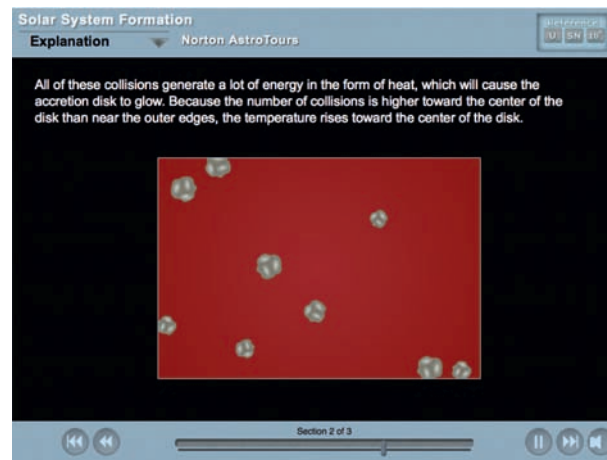 Solar System Formation
Reference
Explanation
Norton AstroTours
U SN 10
All of these collisions generate a lot of energy in the form of heat, which will cause the
accretion disk to glow. Because the number of collisions is higher toward the center of the
disk than near the outer edges, the temperature rises toward the center of the disk.
Section 2 of 3